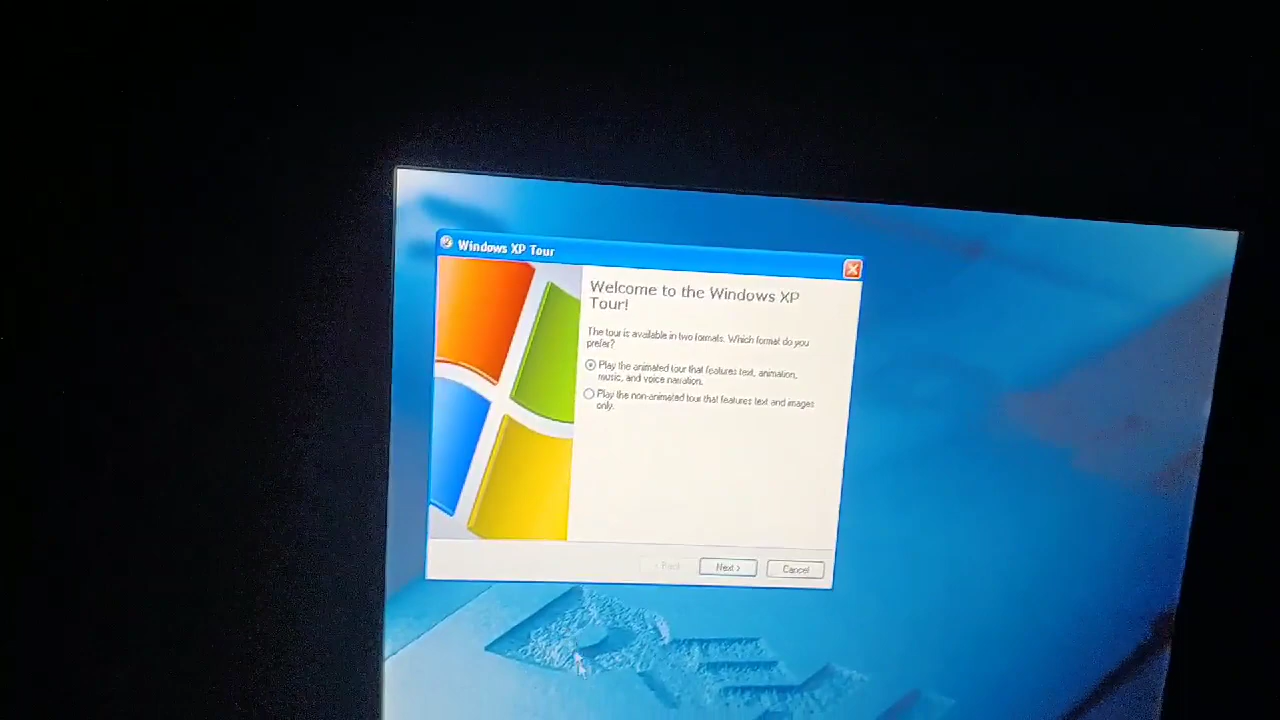 Windows XP Tour
Welcome to the Windows XP
Tour!
The tour is available in two formats. Which format do you
prefer?
Play the animated tour that features text, animation,
music, and voice narration.
Play the non-animated tour that features text and images
only.
< Back
Next >
Cancel